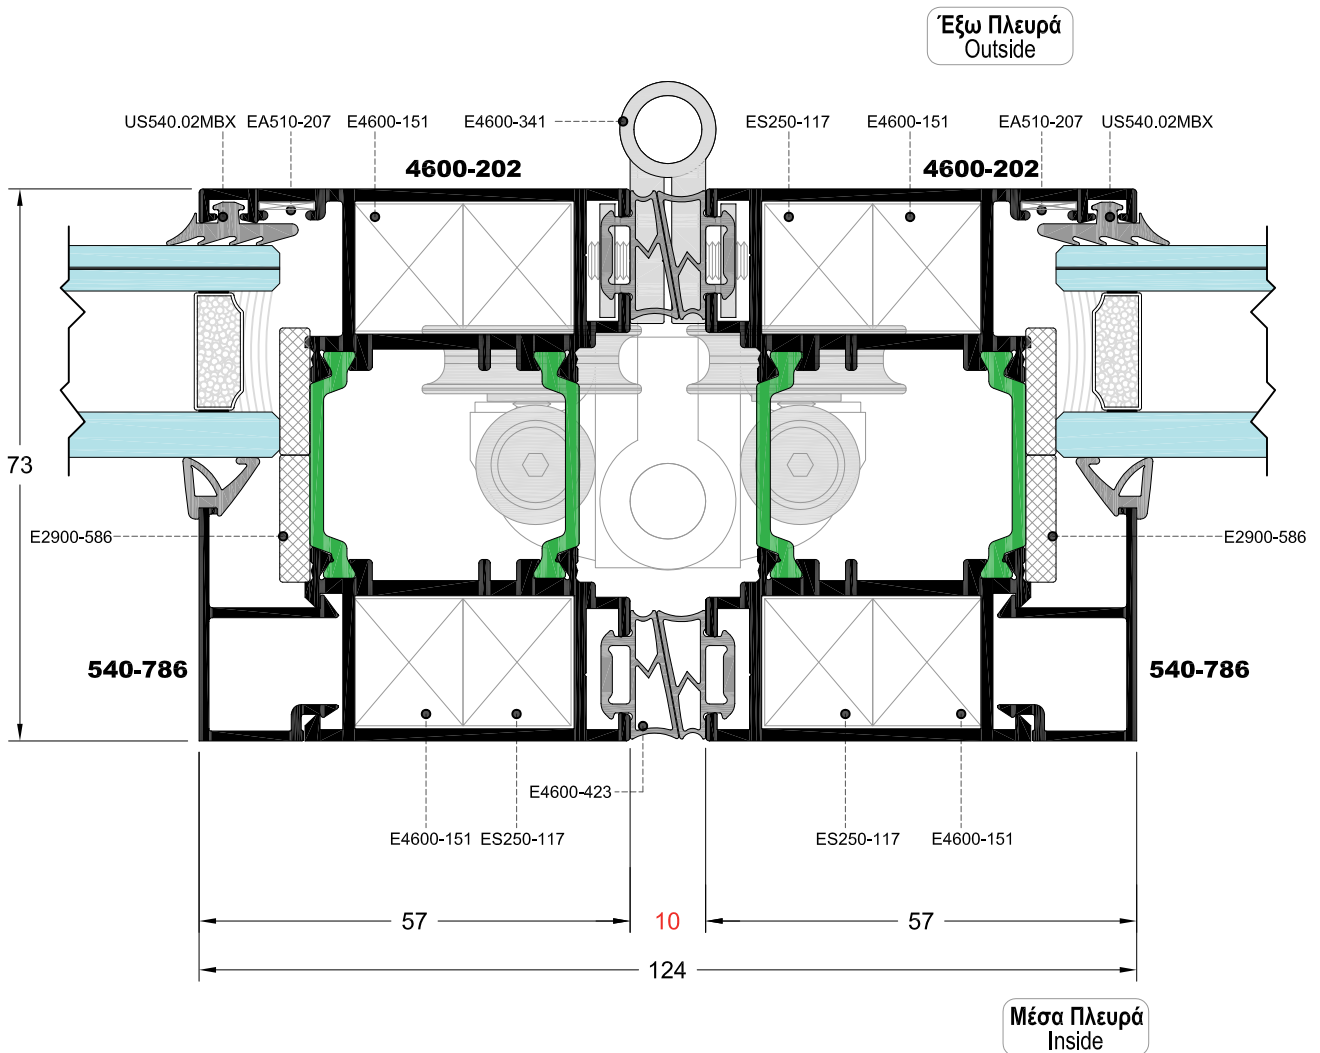 Έξω Πλευρά
Outside
US540.02MBX EA510-207 E4600-151 E4600-341 ES250-117 E4600-151 EA510-207 US540.02MBX
4600-202 4600-202
73
E2900-586 E2900-586
540-786 540-786
E4600-423
E4600-151 ES250-117 ES250-117 E4600-151
57 10 57
124
Μέσα Πλευρά
Inside